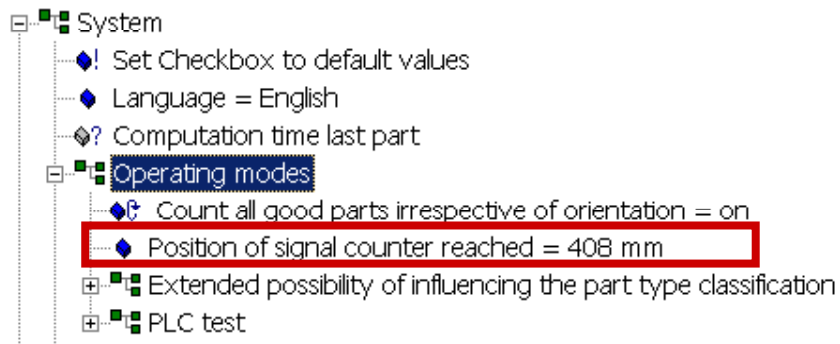 System
Set Checkbox to default values
Language = English
Computation time last part
Operating modes
Count all good parts irrespective of orientation = on
Position of signal counter reached = 408 mm
Extended possibility of influencing the part type classification
PLC test